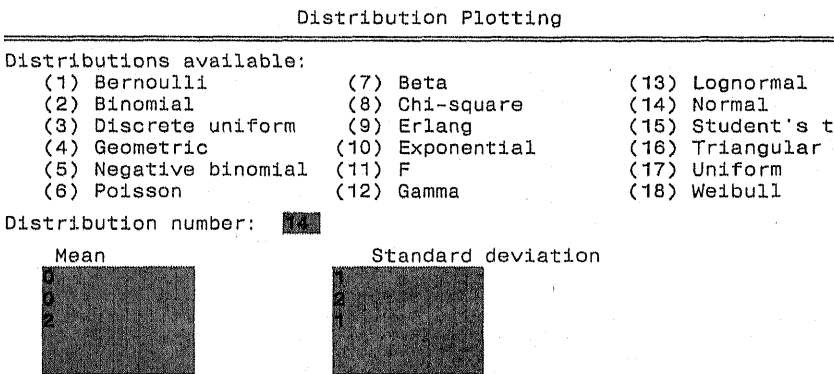 Distribution Plotting
Distributions available:
(1) Bernoulli (7) Beta (13) Lognormal
(2) Binomial (8) Chi-square (14) Normal
(3) Discrete uniform (9) Erlang (15) Student's t
(4) Geometric (10) Exponential (16) Triangular
(5) Negative binomial (11) F (17) Uniform
(6) Poisson (12) Gamma (18) Weibull
Distribution number: 14
Mean Standard deviation
0 1
0 2
2 1